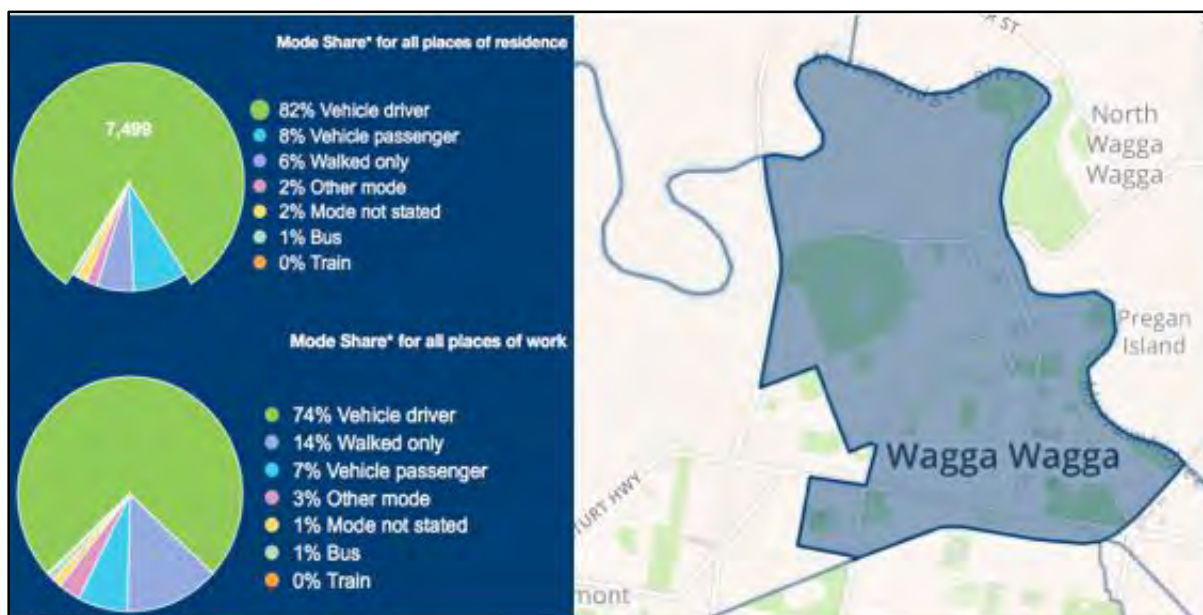 Mode Share* for all places of residence
7,499
82% Vehicle driver
8% Vehicle passenger
6% Walked only
2% Other mode
2% Mode not stated
1% Bus
0% Train
Mode Share* for all places of work
74% Vehicle driver
14% Walked only
7% Vehicle passenger
3% Other mode
1% Mode not stated
1% Bus
0% Train
ST
North
Wagga
Wagga
Pregan
Island
Wagga Wagga
TURT HWY
mont